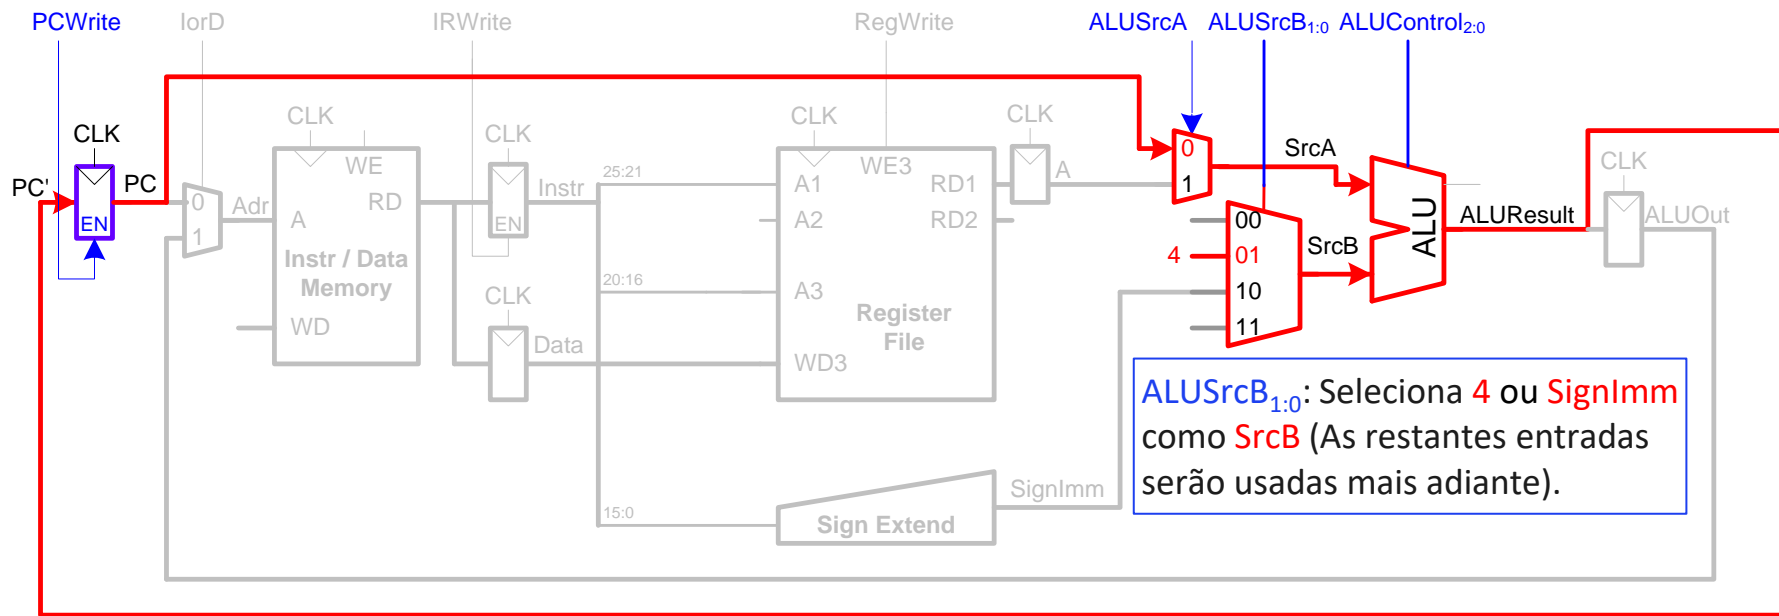 PCWrite IorD IRWrite RegWrite ALUSrcA ALUSrcB1:0 ALUControl2:0
CLK CLK CLK CLK CLK CLK
PC' PC EN
0 1 Adr
WE RD A
Instr / Data
Memory
WD
EN Instr
CLK
Data
25:21
20:16
15:0
A1 WE3 RD1
A2 RD2
A3
Register
File
WD3
A
0
1
SrcA
00
4 01
10
11
SrcB
ALU
ALUResult
ALUOut
SignImm
Sign Extend
ALUSrcB1:0: Seleciona 4 ou SignImm
como SrcB (As restantes entradas
serão usadas mais adiante).